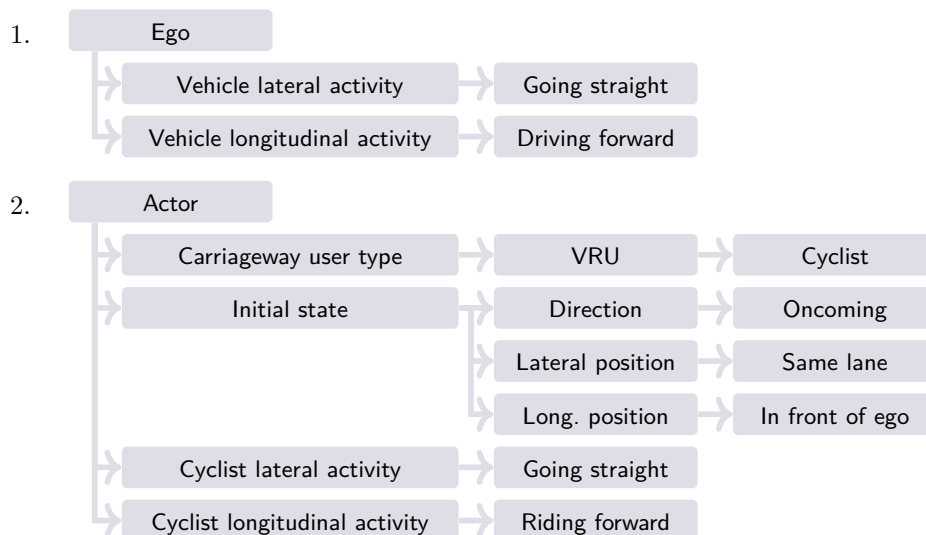 1. Ego
Vehicle lateral activity Going straight
Vehicle longitudinal activity Driving forward
2. Actor
Carriageway user type VRU Cyclist
Initial state Direction Oncoming
Lateral position Same lane
Long. position In front of ego
Cyclist lateral activity Going straight
Cyclist longitudinal activity Riding forward